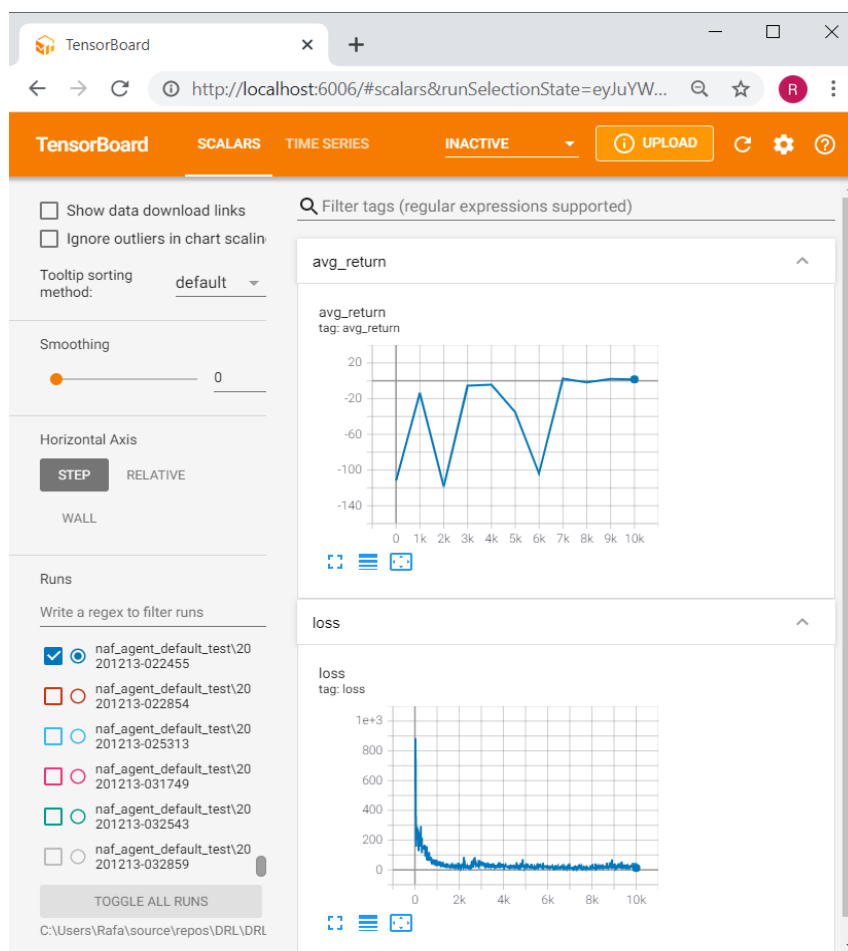 TensorBoard
http://localhost:6006/#scalars&runSelectionState=eyJuYW...
R
TensorBoard
SCALARS
TIME SERIES
INACTIVE
UPLOAD
Show data download links
Ignore outliers in chart scalin
Tooltip sorting
method:
default
Smoothing
0
Horizontal Axis
STEP
RELATIVE
WALL
Runs
Write a regex to filter runs
naf_agent_default_test\20
201213-022455
naf_agent_default_test\20
201213-022854
naf_agent_default_test\20
201213-025313
naf_agent_default_test\20
201213-031749
naf_agent_default_test\20
201213-032543
naf_agent_default_test\20
201213-032859
TOGGLE ALL RUNS
C:\Users\Rafa\source\repos\DRL\DRL
Filter tags (regular expressions supported)
avg_return
avg_return
tag: avg_return
20
-20
-60
-100
-140
0 1k 2k 3k 4k 5k 6k 7k 8k 9k 10k
loss
loss
tag: loss
1e+3
800
600
400
200
0
0 2k 4k 6k 8k 10k